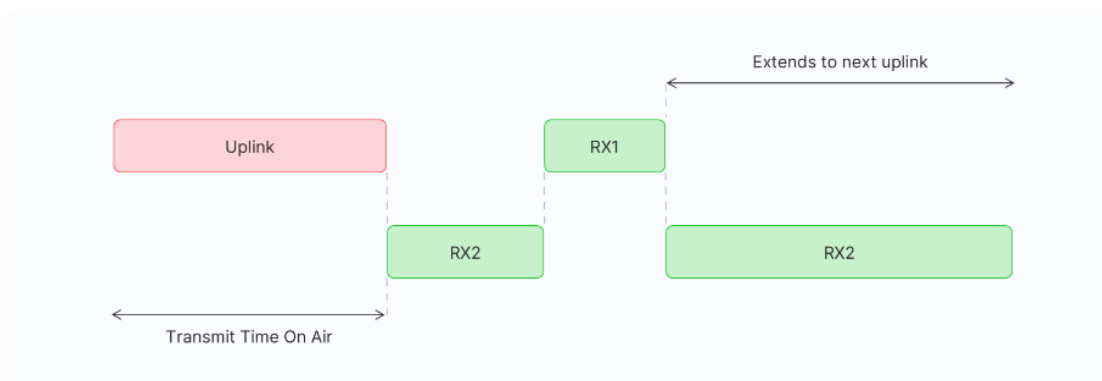 Extends to next uplink
Uplink
RX1
RX2
RX2
Transmit Time On Air